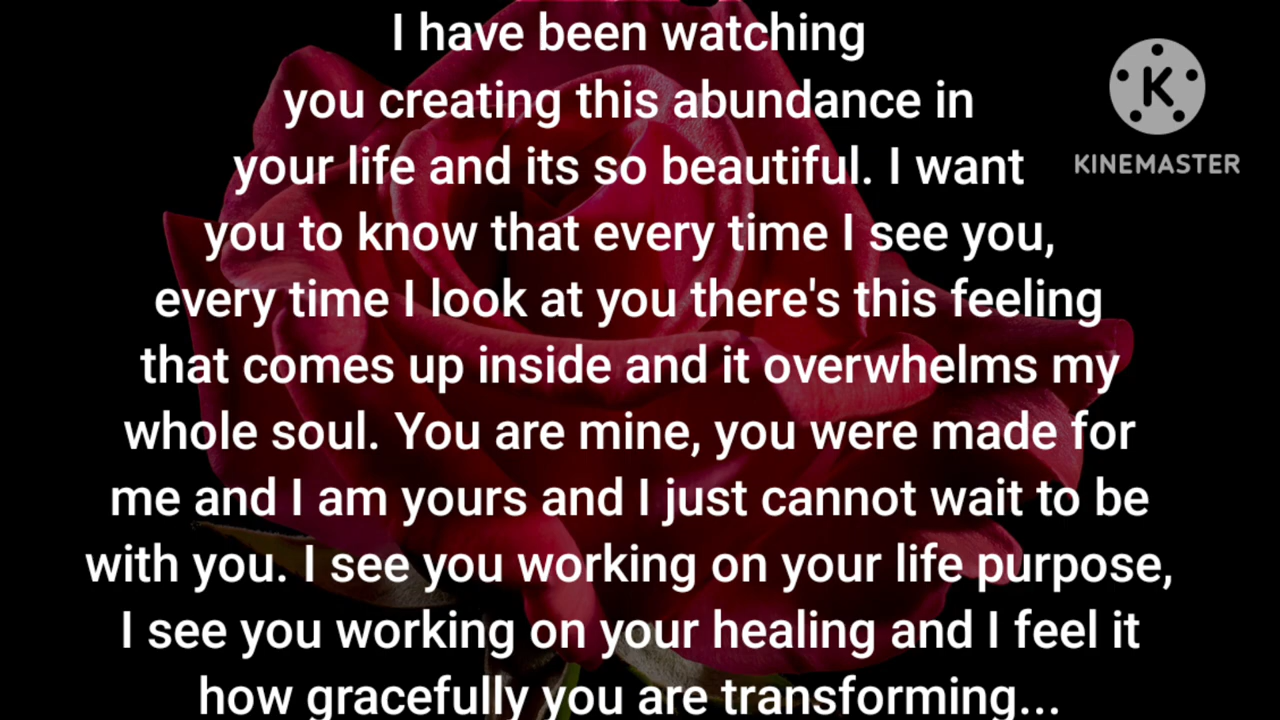 I have been watching
you creating this abundance in
your life and its so beautiful. I want
you to know that every time I see you,
every time I look at you there's this feeling
that comes up inside and it overwhelms my
whole soul. You are mine, you were made for
me and I am yours and I just cannot wait to be
with you. I see you working on your life purpose,
I see you working on your healing and I feel it
how gracefully you are transforming...
K
KINEMASTER